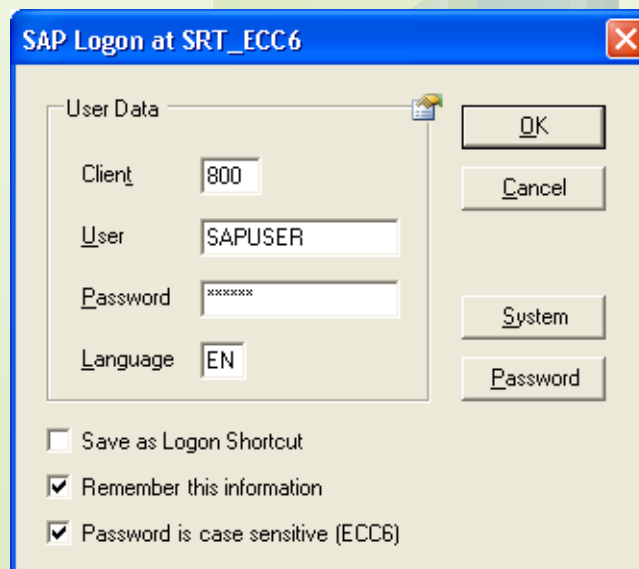 SAP Logon at SRT_ECC6
User Data
OK
Client 800
Cancel
User SAPUSER
Password ******
System
Language EN
Password
Save as Logon Shortcut
Remember this information
Password is case sensitive (ECC6)